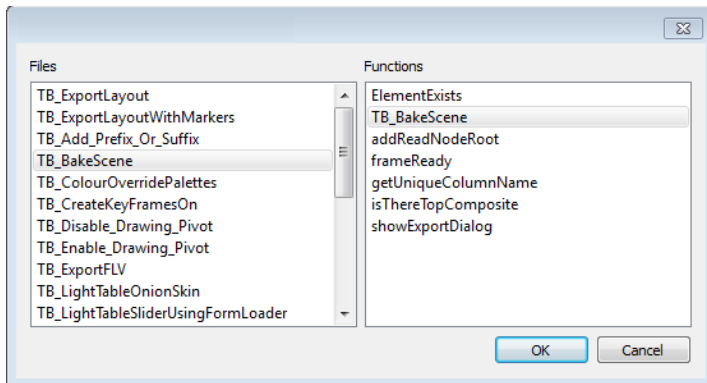 Files
TB_ExportLayout
TB_ExportLayoutWithMarkers
TB_Add_Prefix_Or_Suffix
TB_BakeScene
TB_ColourOverridePalettes
TB_CreateKeyFramesOn
TB_Disable_Drawing_Pivot
TB_Enable_Drawing_Pivot
TB_ExportFLV
TB_LightTableOnionSkin
TB_LightTableSliderUsingFormLoader
Functions
ElementExists
TB_BakeScene
addReadNodeRoot
frameReady
getUniqueColumnName
isThereTopComposite
showExportDialog
OK
Cancel